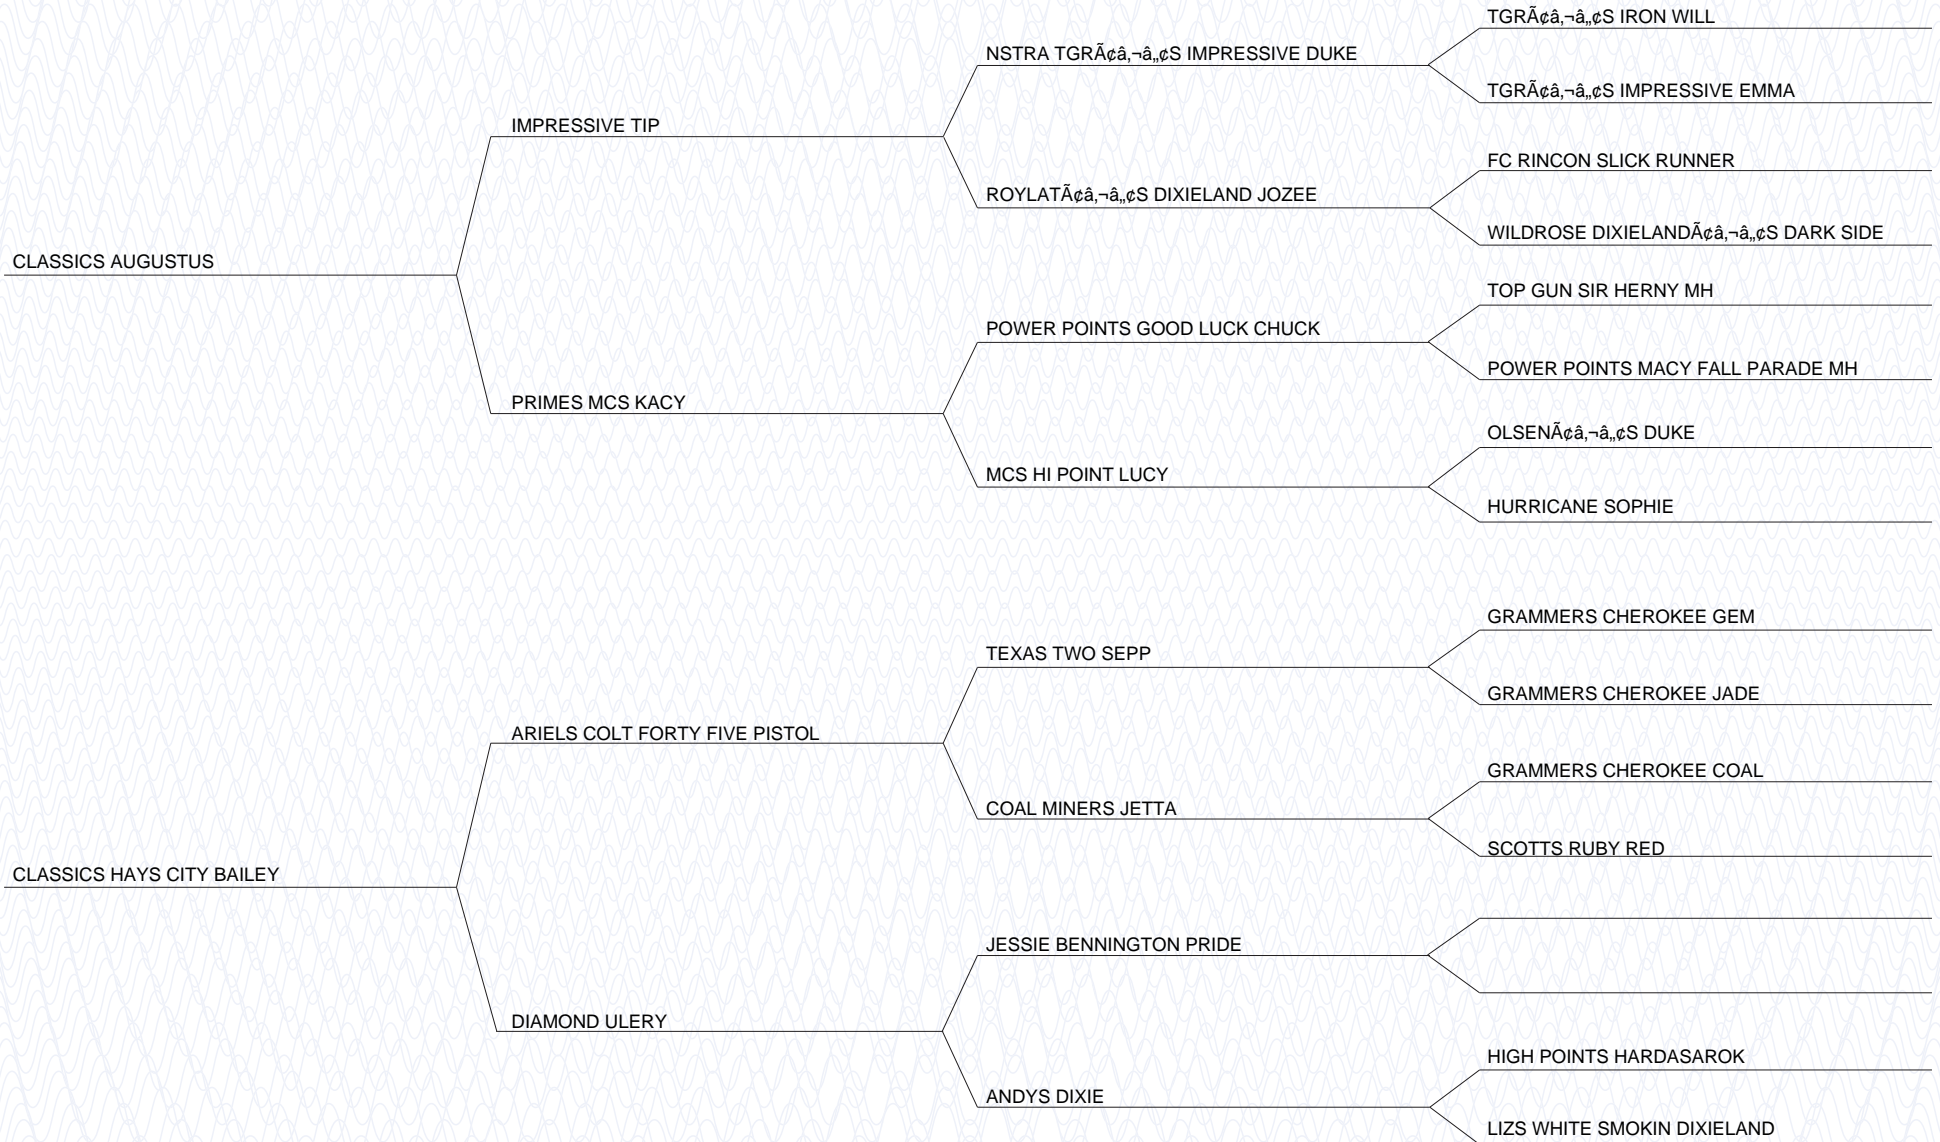 TGRÃ¢â‚¬â„¢S IRON WILL
NSTRA TGRÃ¢â‚¬â„¢S IMPRESSIVE DUKE
TGRÃ¢â‚¬â„¢S IMPRESSIVE EMMA
IMPRESSIVE TIP
FC RINCON SLICK RUNNER
ROYLATÃ¢â‚¬â„¢S DIXIELAND JOZEE
WILDROSE DIXIELANDÃ¢â‚¬â„¢S DARK SIDE
CLASSICS AUGUSTUS
TOP GUN SIR HERNY MH
POWER POINTS GOOD LUCK CHUCK
POWER POINTS MACY FALL PARADE MH
PRIMES MCS KACY
OLSENÃ¢â‚¬â„¢S DUKE
MCS HI POINT LUCY
HURRICANE SOPHIE
GRAMMERS CHEROKEE GEM
TEXAS TWO SEPP
GRAMMERS CHEROKEE JADE
ARIELS COLT FORTY FIVE PISTOL
GRAMMERS CHEROKEE COAL
COAL MINERS JETTA
SCOTTS RUBY RED
CLASSICS HAYS CITY BAILEY
JESSIE BENNINGTON PRIDE
DIAMOND ULERY
HIGH POINTS HARDASAROK
ANDYS DIXIE
LIZS WHITE SMOKIN DIXIELAND